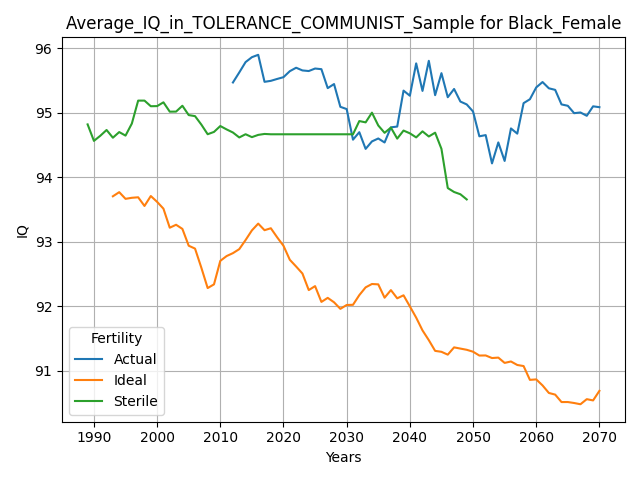 Average_IQ_in_TOLERANCE_COMMUNIST_Sample for Black_Female
96
95
94
93
92
91
IQ
Fertility
Actual
Ideal
Sterile
1990 2000 2010 2020 2030 2040 2050 2060 2070
Years